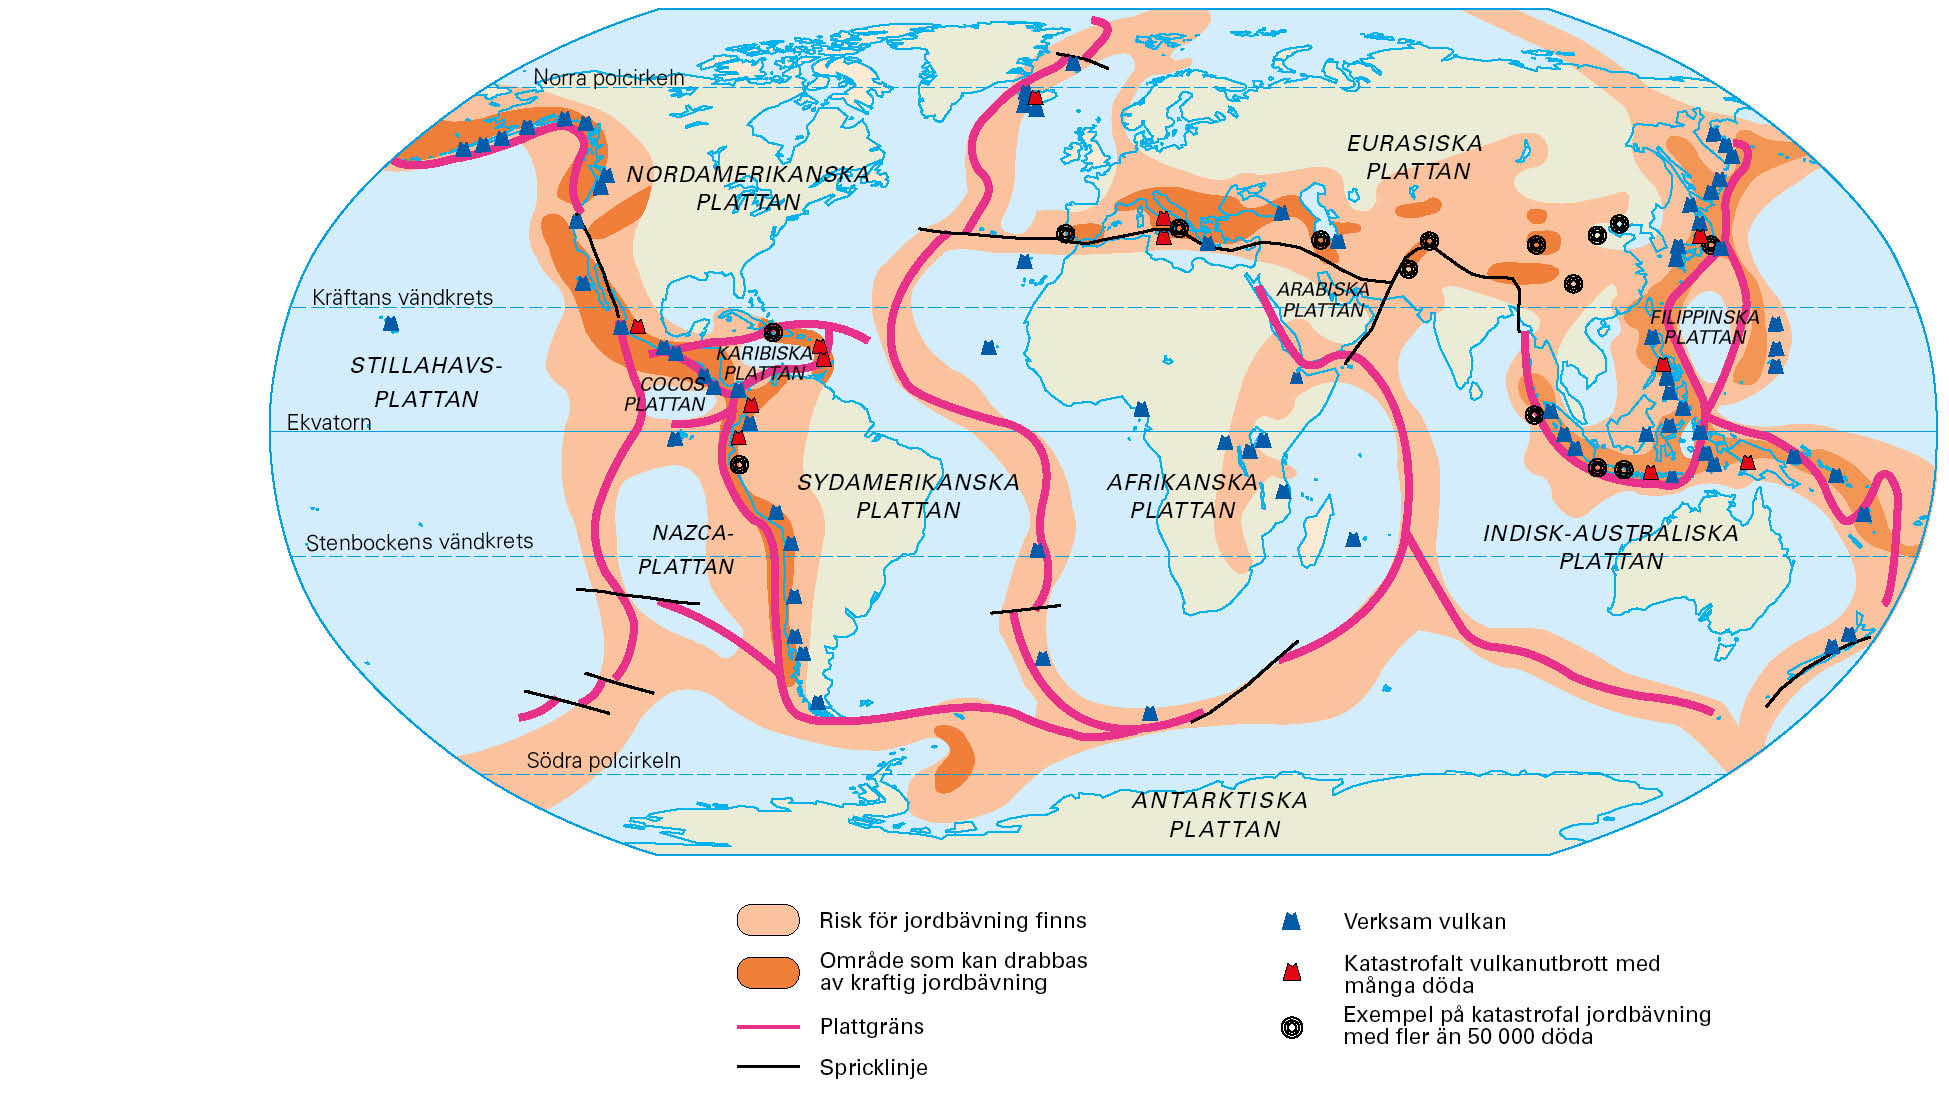 Norra polcirkeln
EURASISKA
PLATTAN
NORDAMERIKANSKA
PLATTAN
Kräftans vändkrets
ARABISKA
PLATTAN
FILIPPINSKA
PLATTAN
STILLAHAVS-
PLATTAN
KARIBISKA
PLATTAN
COCOS
PLATTAN
Ekvatorn
SYDAMERIKANSKA
PLATTAN
AFRIKANSKA
PLATTAN
NAZCA-
PLATTAN
INDISK-AUSTRALISKA
PLATTAN
Stenbockens vändkrets
Södra polcirkeln
ANTARKTISKA
PLATTAN
Risk för jordbävning finns
Område som kan drabbas
av kraftig jordbävning
Plattgräns
Spricklinje
Verksam vulkan
Katastrofalt vulkanutbrott med
många döda
Exempel på katastrofal jordbävning
med fler än 50 000 döda